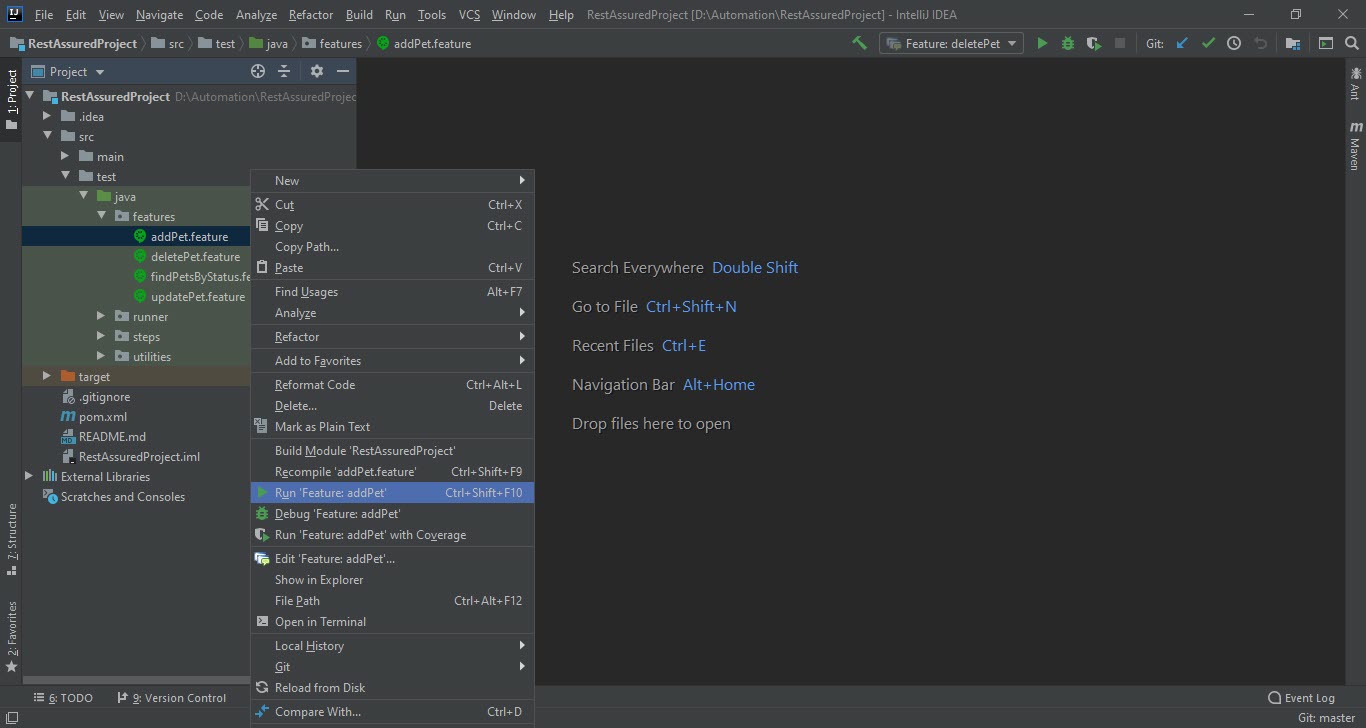 IJ File Edit View Navigate Code Analyze Refactor Build Run Tools VCS Window Help RestAssuredProject [D:\Automation\RestAssuredProject] - IntelliJ IDEA
RestAssuredProject src test java features addPet.feature Feature: deletePet Git:
Project
RestAssuredProject D:\Automation\RestAssuredProjec
.idea
src
main
test
java
features
addPet.feature
deletePet.feature
findPetsByStatus.fe
updatePet.feature
runner
steps
utilities
target
.gitignore
pom.xml
README.md
RestAssuredProject.iml
External Libraries
Scratches and Consoles
1: Project
7: Structure
2: Favorites
New
Cut Ctrl+X
Copy Ctrl+C
Copy Path...
Paste Ctrl+V
Find Usages Alt+F7
Analyze
Refactor
Add to Favorites
Reformat Code Ctrl+Alt+L
Delete... Delete
Mark as Plain Text
Build Module 'RestAssuredProject'
Recompile 'addPet.feature' Ctrl+Shift+F9
Run 'Feature: addPet' Ctrl+Shift+F10
Debug 'Feature: addPet'
Run 'Feature: addPet' with Coverage
Edit 'Feature: addPet'...
Show in Explorer
File Path Ctrl+Alt+F12
Open in Terminal
Local History
Git
Reload from Disk
Compare With... Ctrl+D
Search Everywhere Double Shift
Go to File Ctrl+Shift+N
Recent Files Ctrl+E
Navigation Bar Alt+Home
Drop files here to open
Ant
m Maven
6: TODO 9: Version Control Event Log
Git: master